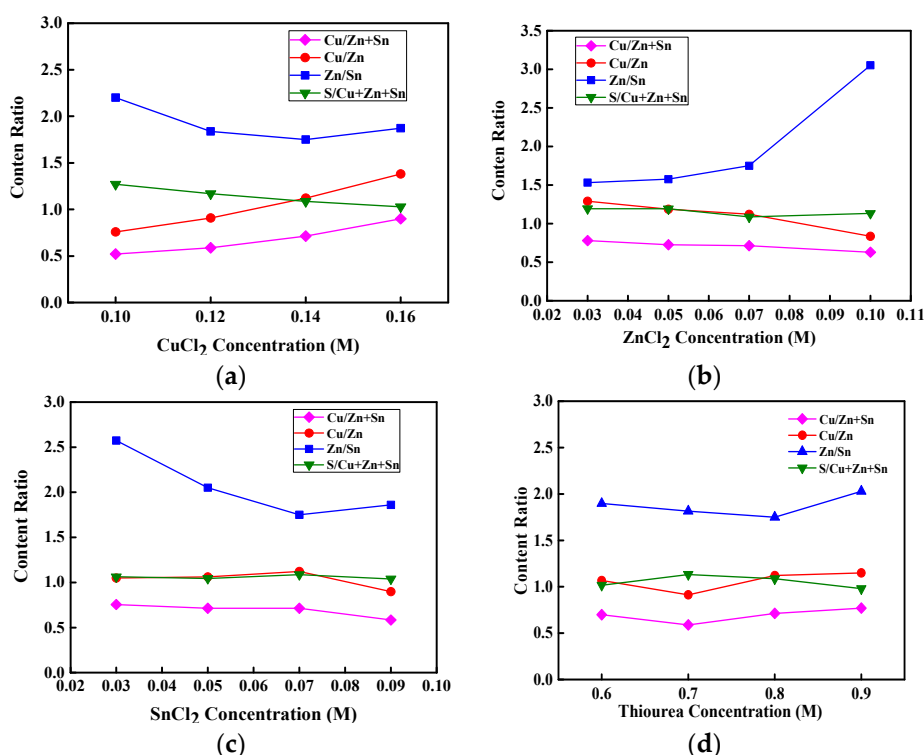 3.0
2.5
2.0
1.5
1.0
0.5
0.0
Conten Ratio
Cu/Zn+Sn
Cu/Zn
Zn/Sn
S/Cu+Zn+Sn
0.10 0.12 0.14 0.16
CuCl2 Concentration (M)
(a)
3.5
3.0
2.5
2.0
1.5
1.0
0.5
0.0
Conten Ratio
Cu/Zn+Sn
Cu/Zn
Zn/Sn
S/Cu+Zn+Sn
0.02 0.03 0.04 0.05 0.06 0.07 0.08 0.09 0.10 0.11
ZnCl2 Concentration (M)
(b)
3.0
2.5
2.0
1.5
1.0
0.5
0.0
Content Ratio
Cu/Zn+Sn
Cu/Zn
Zn/Sn
S/Cu+Zn+Sn
0.02 0.03 0.04 0.05 0.06 0.07 0.08 0.09 0.10
SnCl2 Concentration (M)
(c)
3.0
2.5
2.0
1.5
1.0
0.5
0.0
Content Ratio
Cu/Zn+Sn
Cu/Zn
Zn/Sn
S/Cu+Zn+Sn
0.6 0.7 0.8 0.9
Thiourea Concentration (M)
(d)